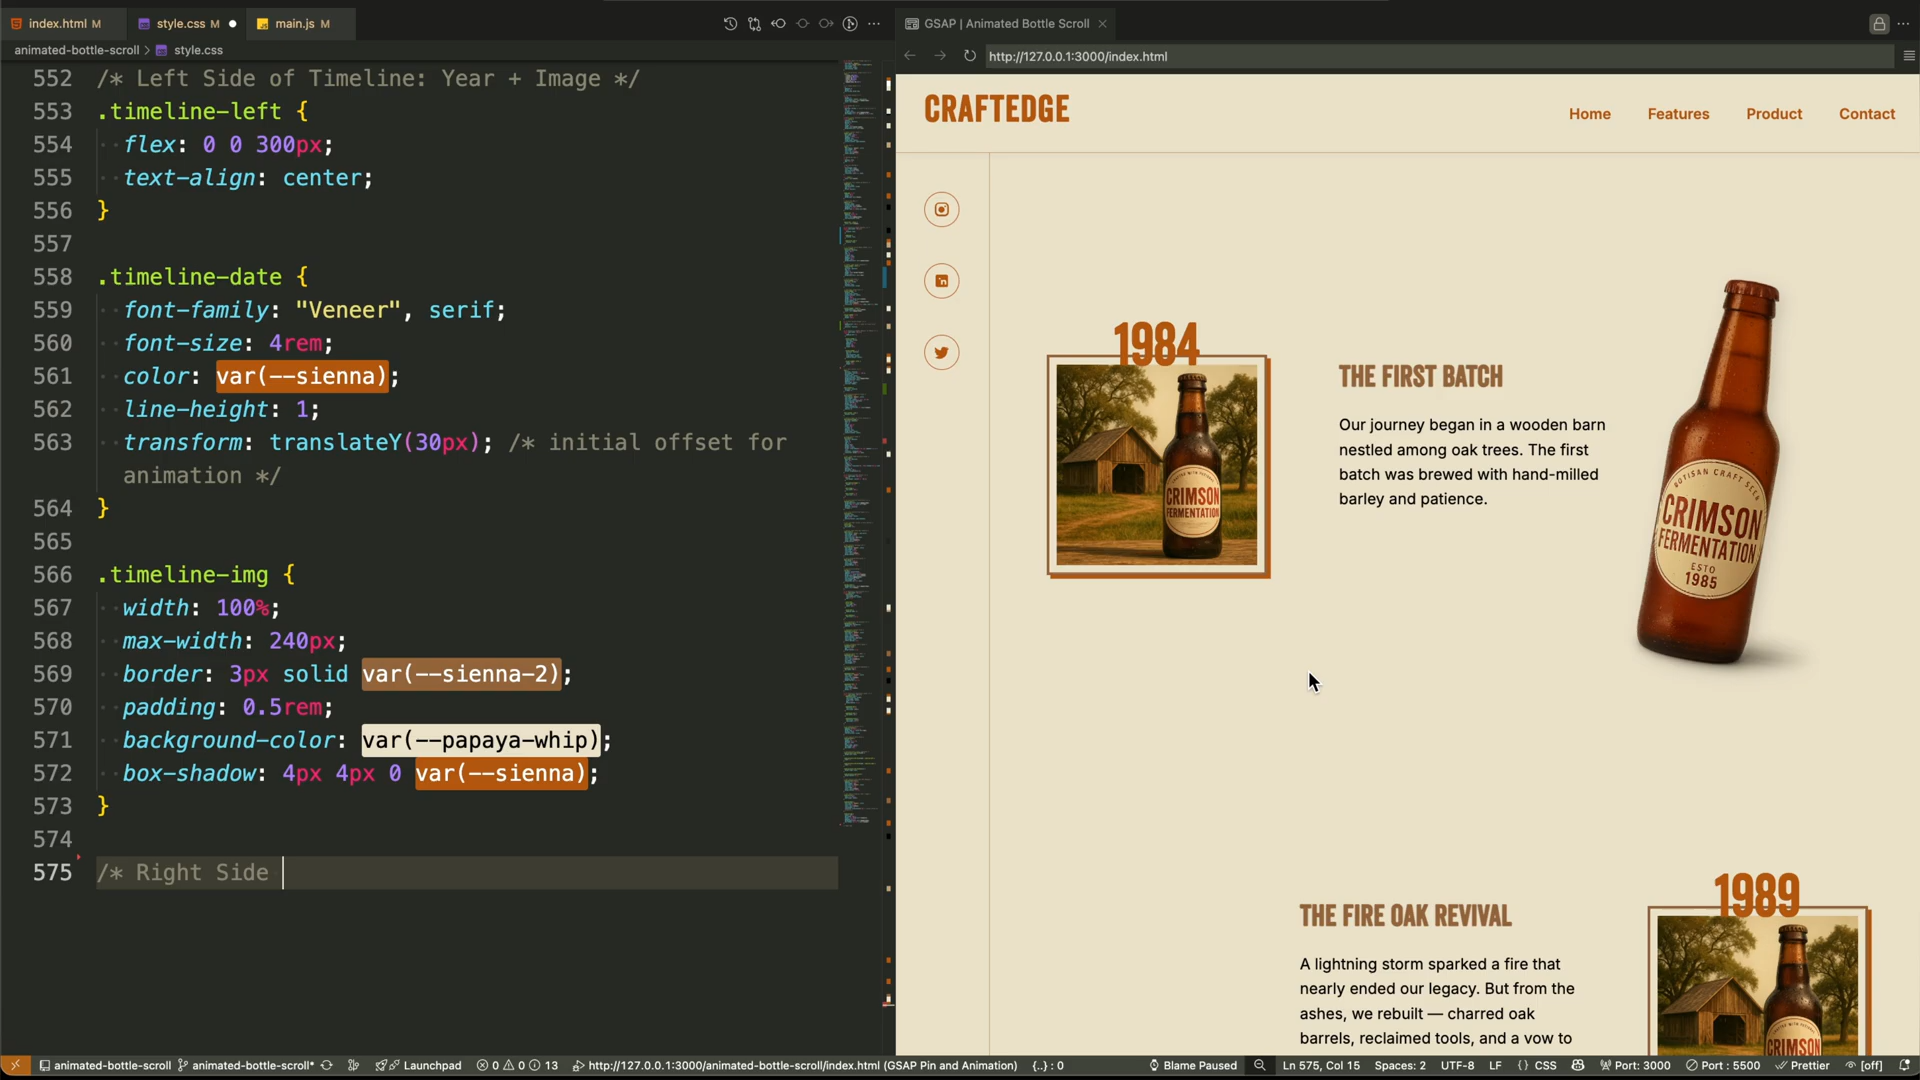 index.html M
style.css M
main.js M
animated-bottle-scroll > style.css
552 /* Left Side of Timeline: Year + Image */
553 .timeline-left {
554 flex: 0 0 300px;
555 text-align: center;
556 }
557
558 .timeline-date {
559 font-family: "Veneer", serif;
560 font-size: 4rem;
561 color: var(--sienna);
562 line-height: 1;
563 transform: translateY(30px); /* initial offset for
animation */
564 }
565
566 .timeline-img {
567 width: 100%;
568 max-width: 240px;
569 border: 3px solid var(--sienna-2);
570 padding: 0.5rem;
571 background-color: var(--papaya-whip);
572 box-shadow: 4px 4px 0 var(--sienna);
573 }
574
575 /* Right Side
GSAP | Animated Bottle Scroll
http://127.0.0.1:3000/index.html
CRAFTEDGE
Home Features Product Contact
1984
CRIMSON
FERMENTATION
THE FIRST BATCH
Our journey began in a wooden barn
nestled among oak trees. The first
batch was brewed with hand-milled
barley and patience.
CRIMSON
FERMENTATION
ESTD
1985
THE FIRE OAK REVIVAL
A lightning storm sparked a fire that
nearly ended our legacy. But from the
ashes, we rebuilt — charred oak
barrels, reclaimed tools, and a vow to
1989
CRIMSON
animated-bottle-scroll animated-bottle-scroll* Launchpad 0 0 13 http://127.0.0.1:3000/animated-bottle-scroll/index.html (GSAP Pin and Animation) {..} : 0 Blame Paused Ln 575, Col 15 Spaces: 2 UTF-8 LF {} CSS Port: 3000 Port : 5500 Prettier [off]